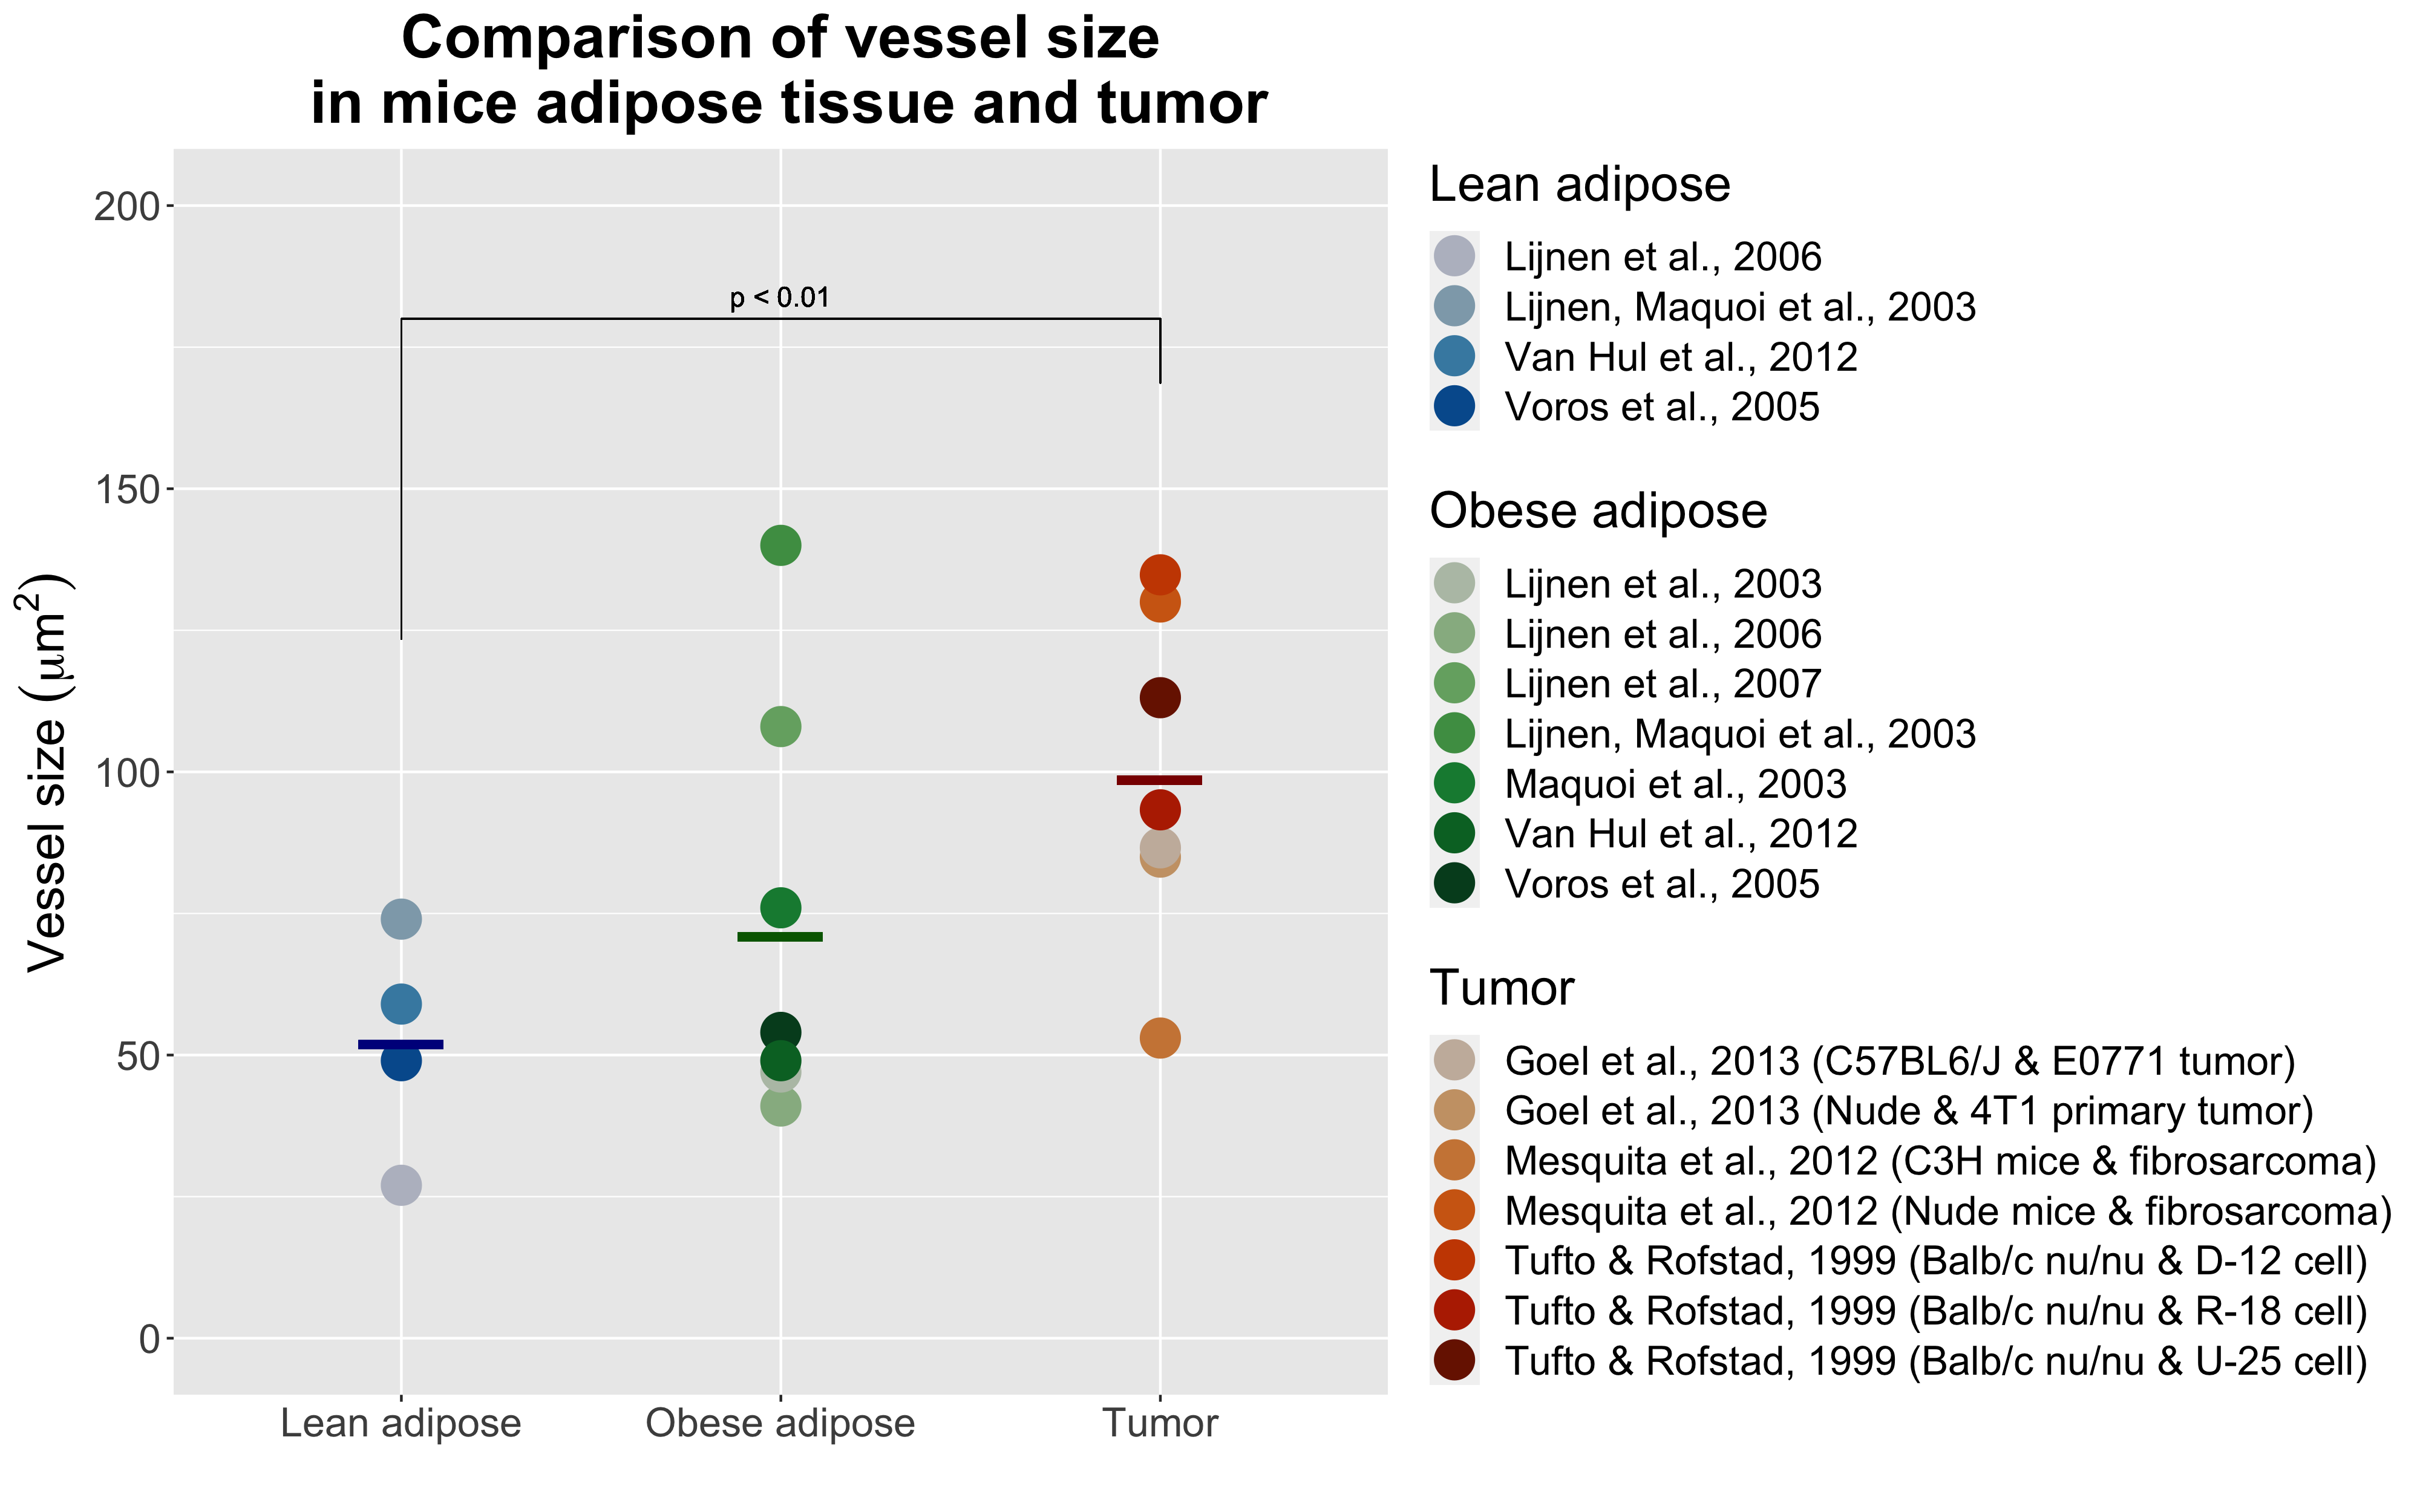 Comparison of vessel size
in mice adipose tissue and tumor
Vessel size (μm²)
200
150
100
50
0
p < 0.01
Lean adipose
Obese adipose
Tumor
Lean adipose
Lijnen et al., 2006
Lijnen, Maquoi et al., 2003
Van Hul et al., 2012
Voros et al., 2005
Obese adipose
Lijnen et al., 2003
Lijnen et al., 2006
Lijnen et al., 2007
Lijnen, Maquoi et al., 2003
Maquoi et al., 2003
Van Hul et al., 2012
Voros et al., 2005
Tumor
Goel et al., 2013 (C57BL6/J & E0771 tumor)
Goel et al., 2013 (Nude & 4T1 primary tumor)
Mesquita et al., 2012 (C3H mice & fibrosarcoma)
Mesquita et al., 2012 (Nude mice & fibrosarcoma)
Tufto & Rofstad, 1999 (Balb/c nu/nu & D-12 cell)
Tufto & Rofstad, 1999 (Balb/c nu/nu & R-18 cell)
Tufto & Rofstad, 1999 (Balb/c nu/nu & U-25 cell)